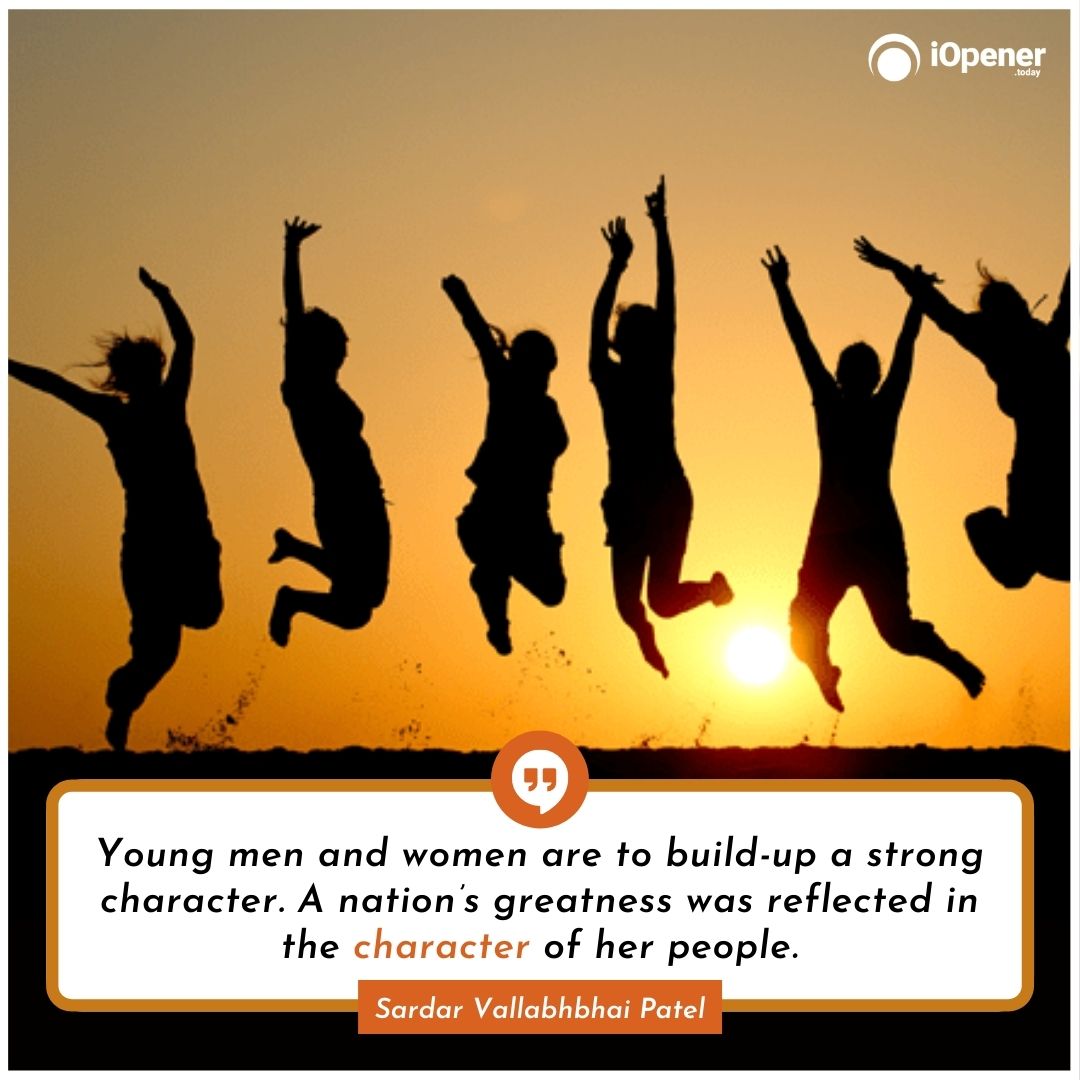 iOpener
.today
Young men and women are to build-up a strong
character. A nation's greatness was reflected in
the character of her people.
Sardar Vallabhbhai Patel